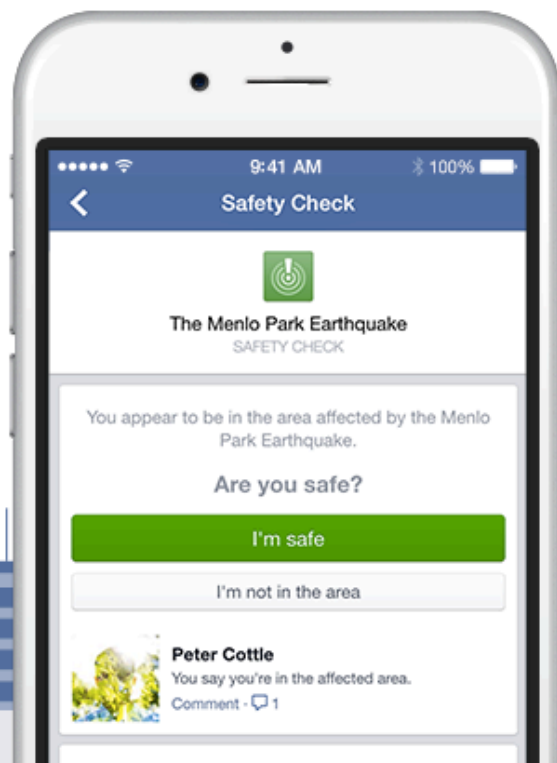 9:41 AM
100%
Safety Check
The Menlo Park Earthquake
SAFETY CHECK
You appear to be in the area affected by the Menlo
Park Earthquake.
Are you safe?
I'm safe
I'm not in the area
Peter Cottle
You say you're in the affected area.
Comment · 1